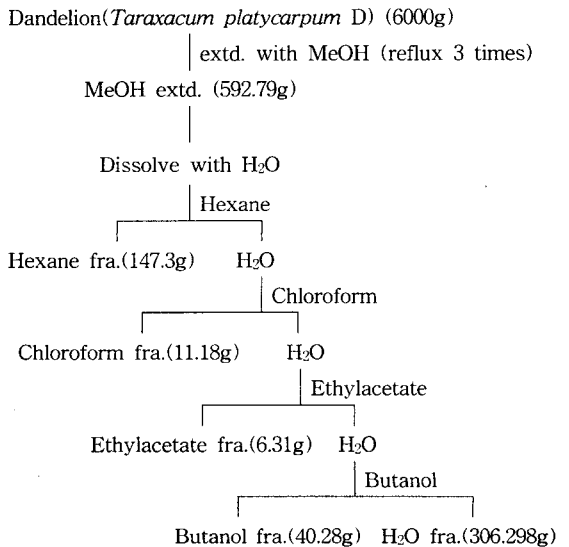 Dandelion(Taraxacum platycarpum D) (6000g)
extd. with MeOH (reflux 3 times)
MeOH extd. (592.79g)
Dissolve with H₂O
Hexane
Hexane fra.(147.3g) H₂O
Chloroform
Chloroform fra.(11.18g) H₂O
Ethylacetate
Ethylacetate fra.(6.31g) H₂O
Butanol
Butanol fra.(40.28g) H₂O fra.(306.298g)